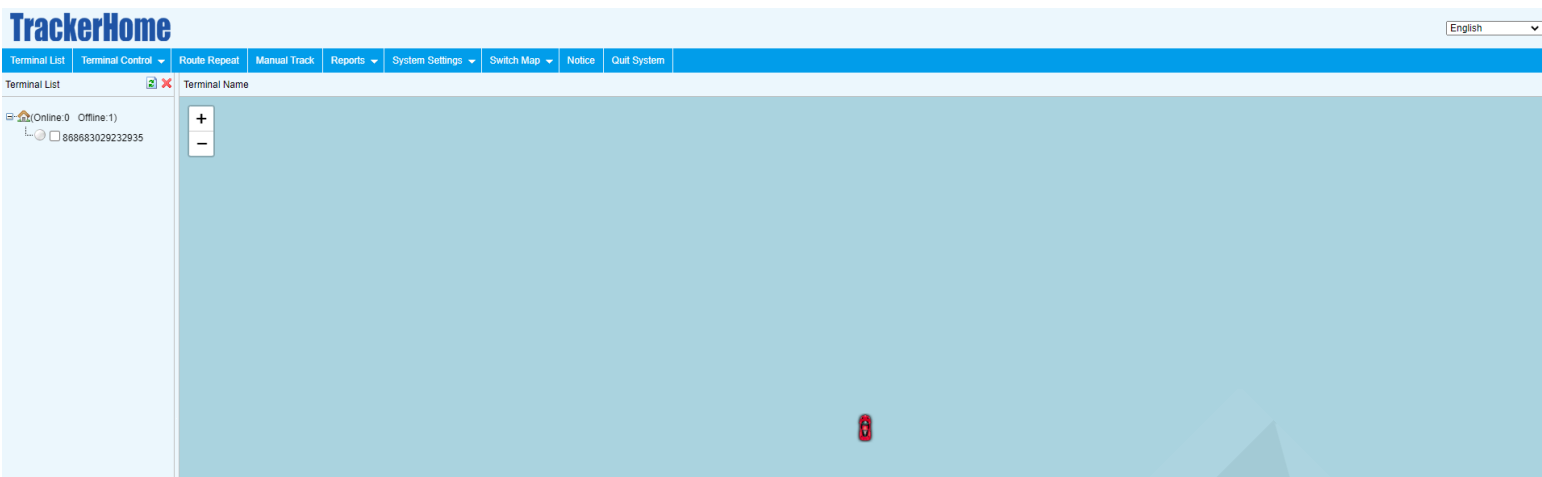 TrackerHome
English
Terminal List Terminal Control Route Repeat Manual Track Reports System Settings Switch Map Notice Quit System
Terminal List Terminal Name
(Online:0 Offline:1)
868683029232935
+
−